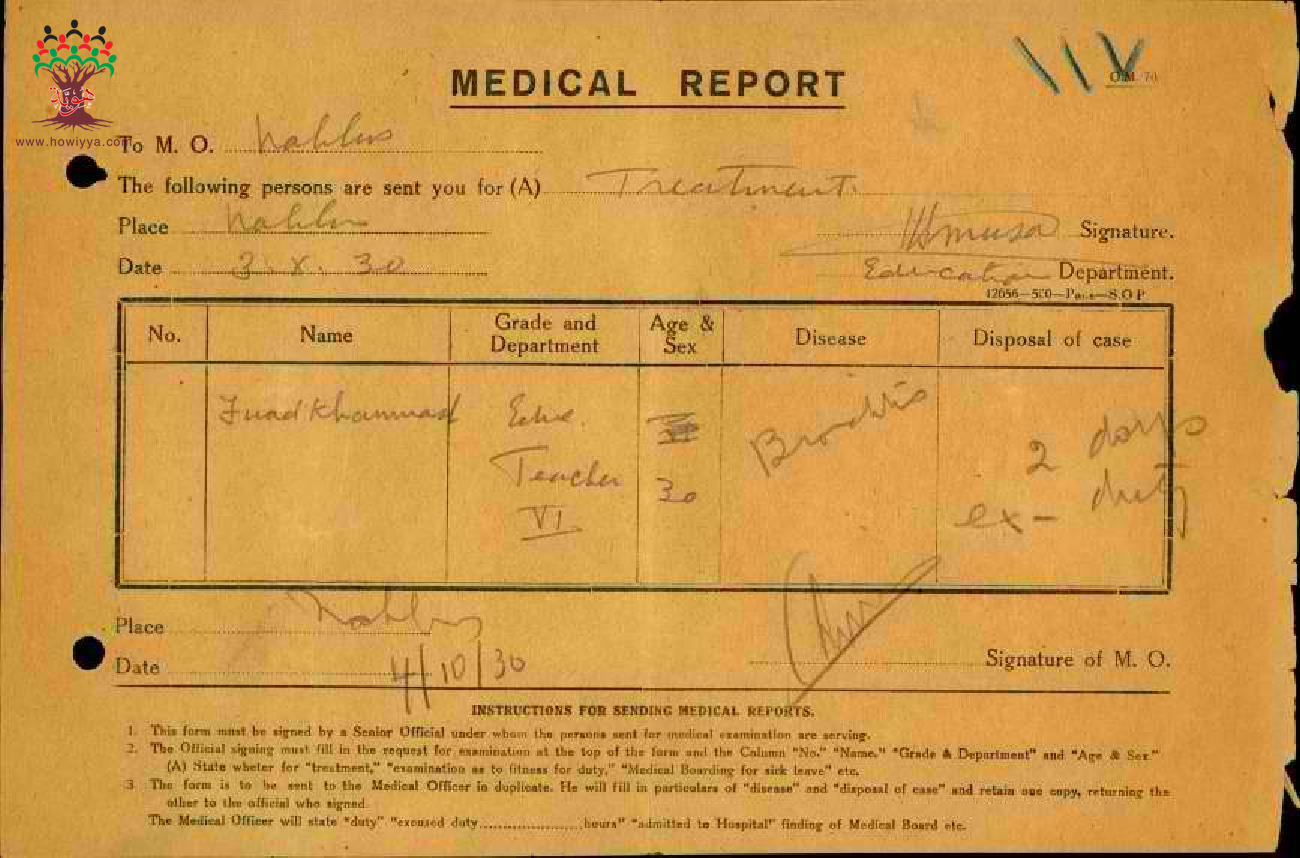 MEDICAL REPORT
O.M. 70
www.howiyya.com
To M. O. Nablus
The following persons are sent you for (A) Treatment.
Place Nablus
Signature.
Date 3. X. 30
Education Department.
No. Name Grade and Department Age & Sex Disease Disposal of case
Fuad Khammad Edue. Teacher VI 30 2 days ex- duty
Place Nablus
Date 4/10/30
Signature of M. O.
INSTRUCTIONS FOR SENDING MEDICAL REPORTS.
1. This form must be signed by a Senior Official under whom the persons sent for medical examination are serving.
2. The Official signing must fill in the request for examination at the top of the form and the Column "No." "Name." "Grade & Department" and "Age & Sex"
(A) State wheter for "treatment," "examination as to fitness for duty," "Medical Boarding for sick leave" etc.
3 The form is to be sent to the Medical Officer in duplicate. He will fill in particulars of "disease" and "disposal of case" and retain one copy, returning the
other to the official who signed.
The Medical Officer will state "duty" "excused duty......................hours" "admitted to Hospital" finding of Medical Board etc.